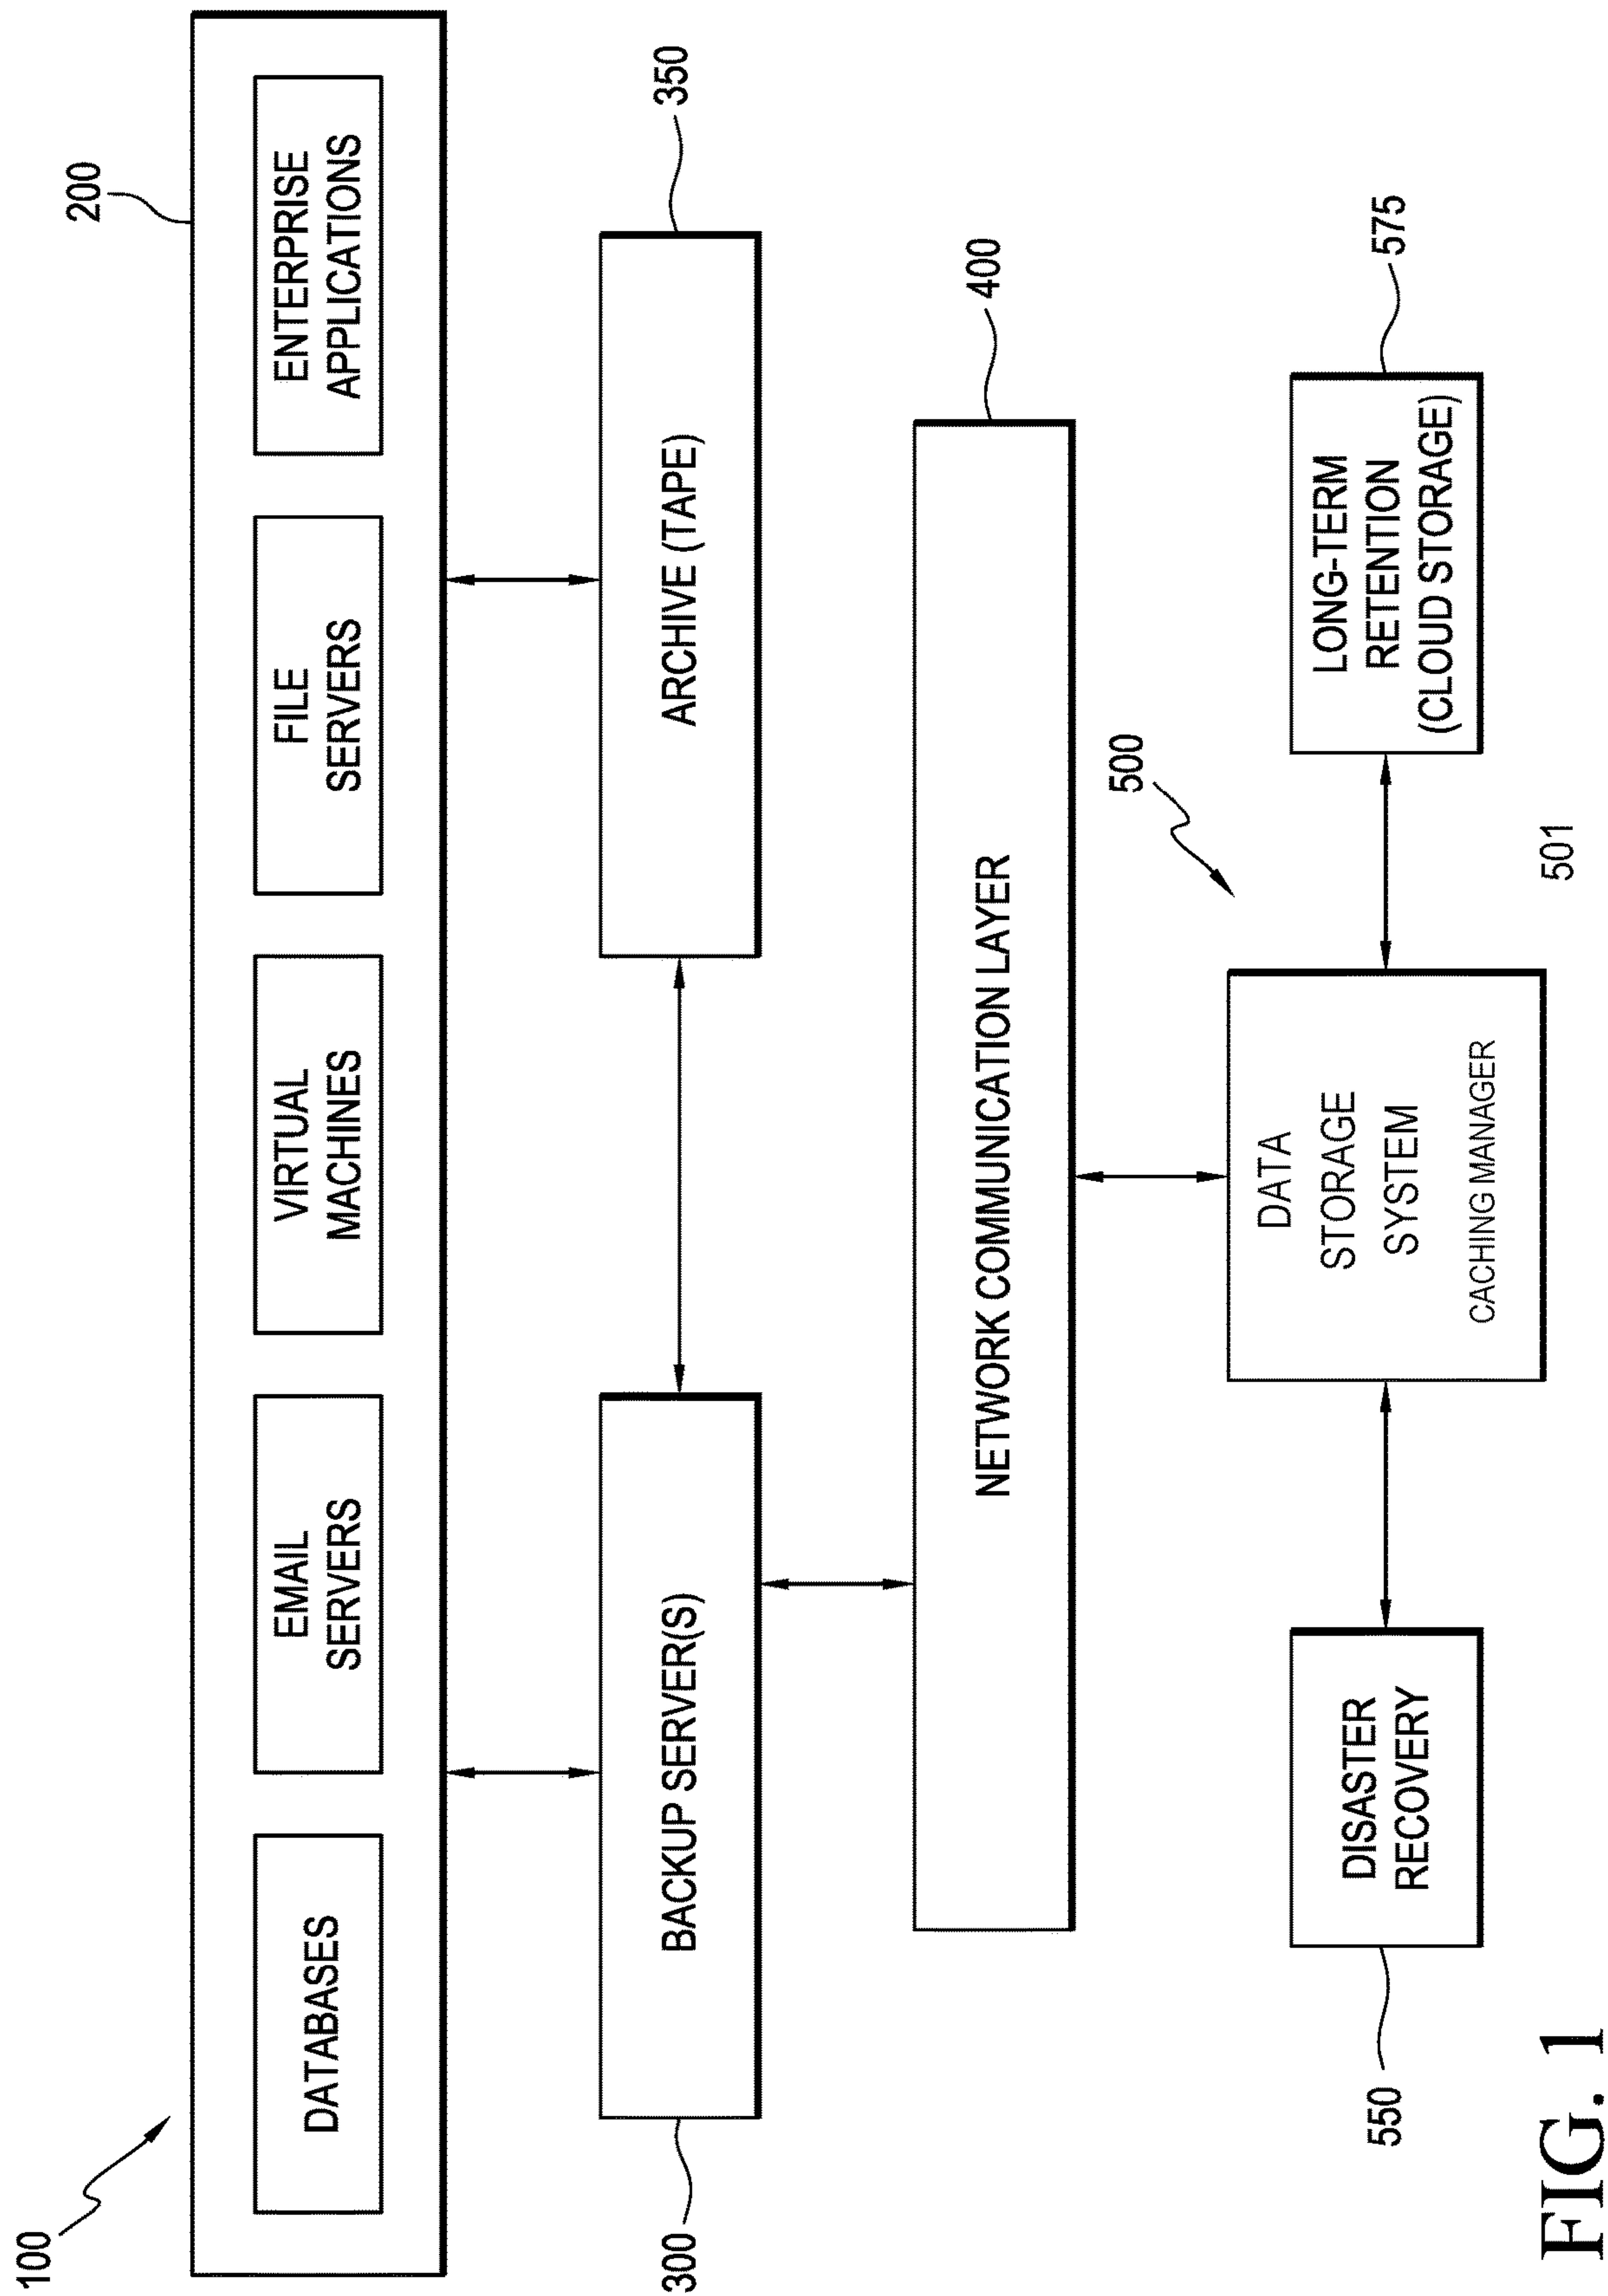 100
200
DATABASES
EMAIL
SERVERS
VIRTUAL
MACHINES
FILE
SERVERS
ENTERPRISE
APPLICATIONS
300
BACKUP SERVER(S)
ARCHIVE (TAPE)
350
NETWORK COMMUNICATION LAYER
400
500
550
DISASTER
RECOVERY
DATA
STORAGE
SYSTEM
CACHING MANAGER
501
LONG-TERM
RETENTION
(CLOUD STORAGE)
575
FIG. 1